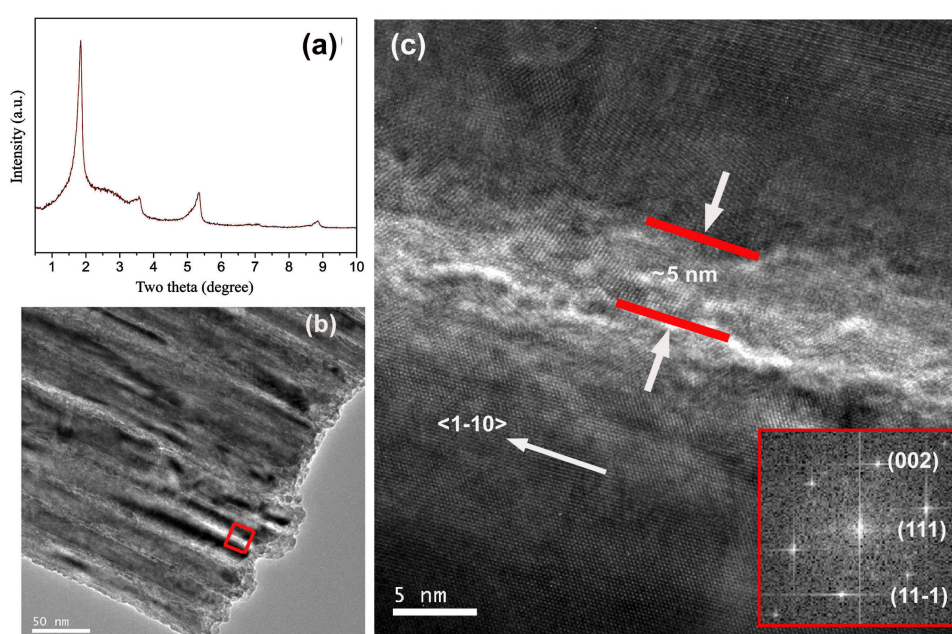 (a)
Intensity (a.u.)
1 2 3 4 5 6 7 8 9 10
Two theta (degree)
(b)
50 nm
(c)
~5 nm
<1-10>
5 nm
(002)
(111)
(11-1)